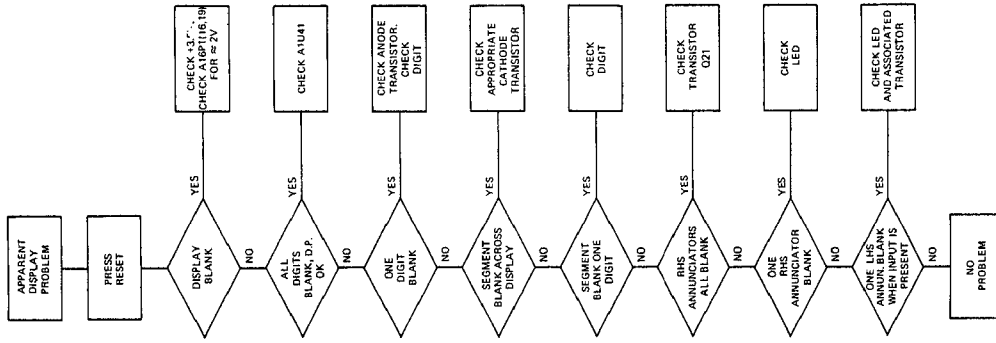 APPARENT
DISPLAY
PROBLEM
PRESS
RESET
DISPLAY
BLANK
YES
CHECK +3.
CHECK A16P1(16,19)
FOR ≈ 2V
NO
ALL
DIGITS
BLANK, D.P.
OK
YES
CHECK A1U41
NO
ONE
DIGIT
BLANK
YES
CHECK ANODE
TRANSISTOR.
CHECK
DIGIT
NO
SEGMENT
BLANK ACROSS
DISPLAY
YES
CHECK
APPROPRIATE
CATHODE
TRANSISTOR
NO
SEGMENT
BLANK ONE
DIGIT
YES
CHECK
DIGIT
NO
RHS
ANNUNCIATORS
ALL BLANK
YES
CHECK
TRANSISTOR
Q21
NO
ONE
RHS
ANNUNCIATOR
BLANK
YES
CHECK
LED
NO
ONE LHS
ANNUN. BLANK
WHEN INPUT IS
PRESENT
YES
CHECK LED
AND ASSOCIATED
TRANSISTOR
NO
NO
PROBLEM